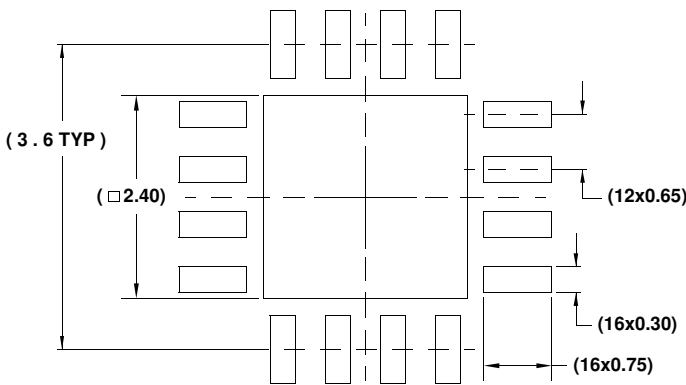 ( 3 . 6 TYP )
( □ 2.40)
(12x0.65)
(16x0.30)
(16x0.75)